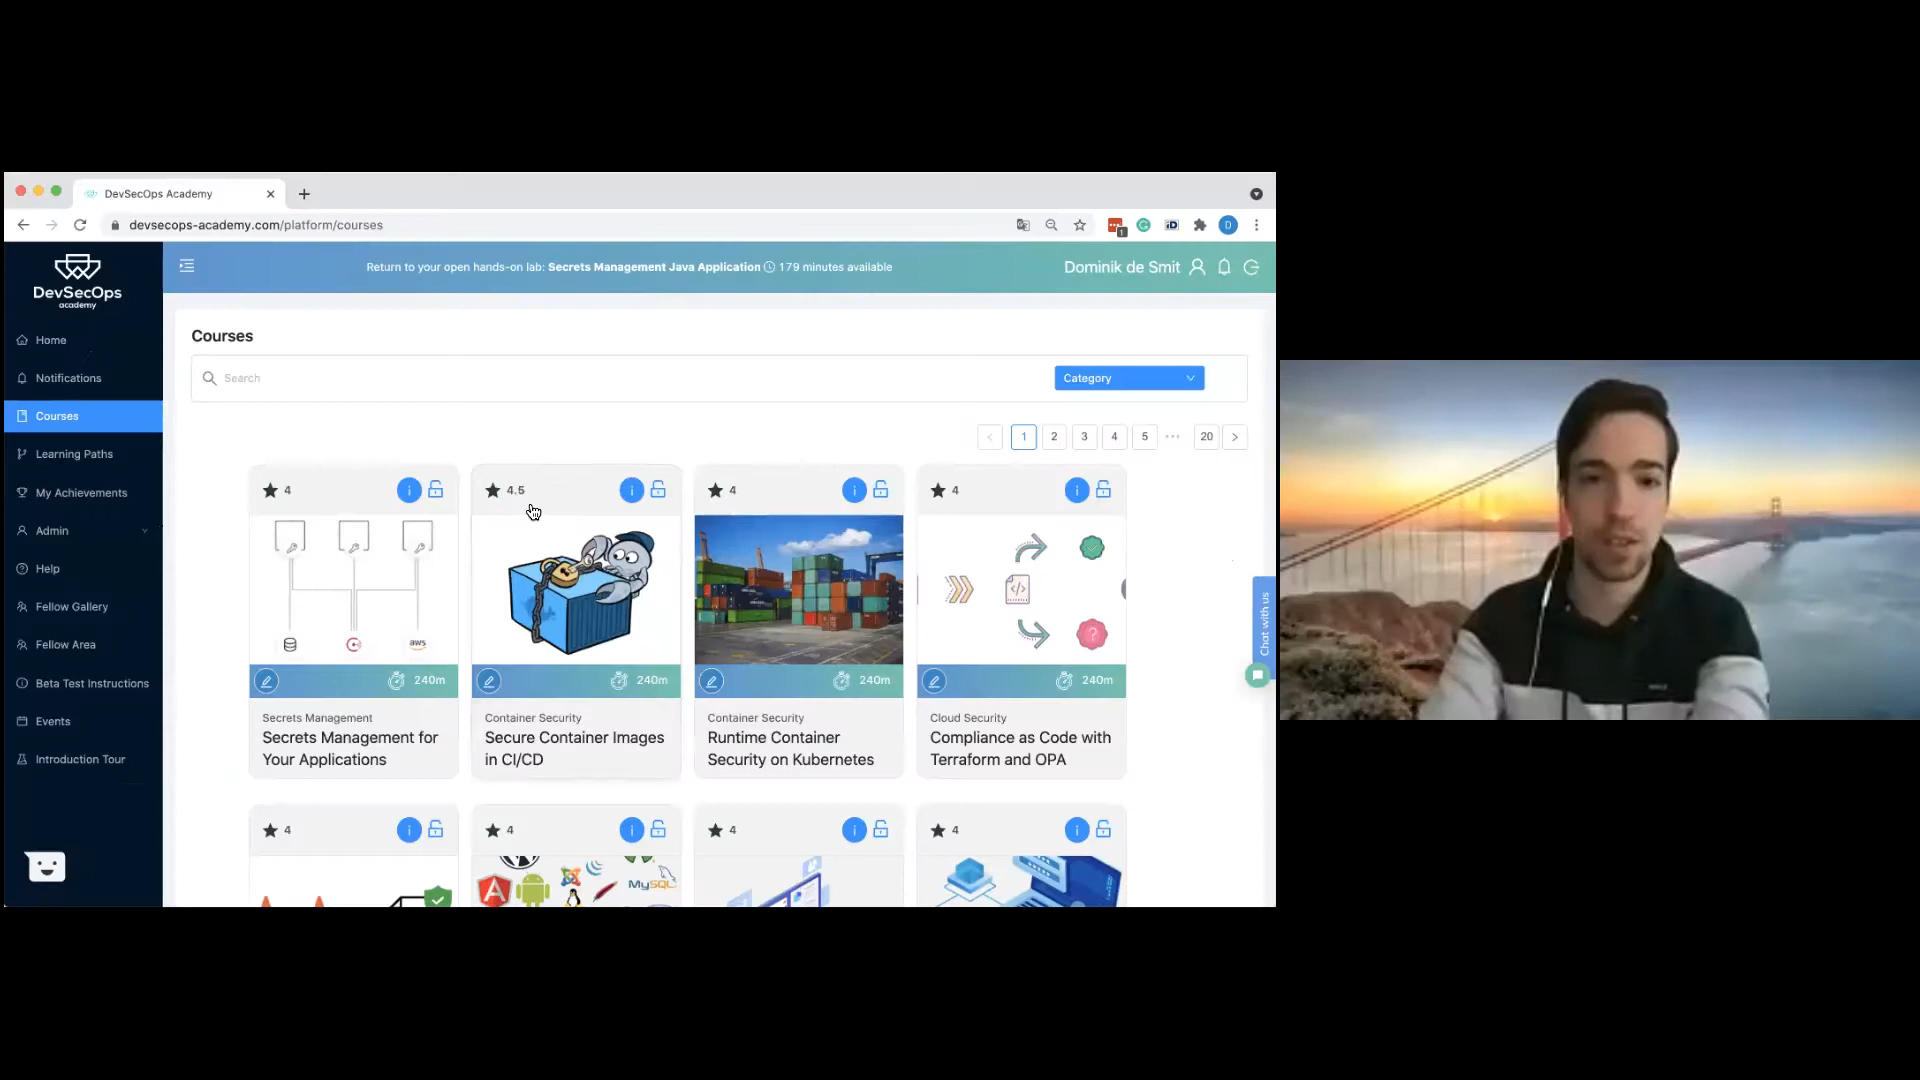 DevSecOps Academy
devsecops-academy.com/platform/courses
1
D
DevSecOps
academy
Return to your open hands-on lab: Secrets Management Java Application 179 minutes available
Dominik de Smit
Home
Notifications
Courses
Learning Paths
My Achievements
Admin
Help
Fellow Gallery
Fellow Area
Beta Test Instructions
Events
Introduction Tour
Courses
Search
Category
1 2 3 4 5 ••• 20
4
4.5
4
4
aws
240m
240m
240m
240m
Secrets Management
Secrets Management for
Your Applications
Container Security
Secure Container Images
in CI/CD
Container Security
Runtime Container
Security on Kubernetes
Cloud Security
Compliance as Code with
Terraform and OPA
Chat with us
4
4
4
4
MySQL